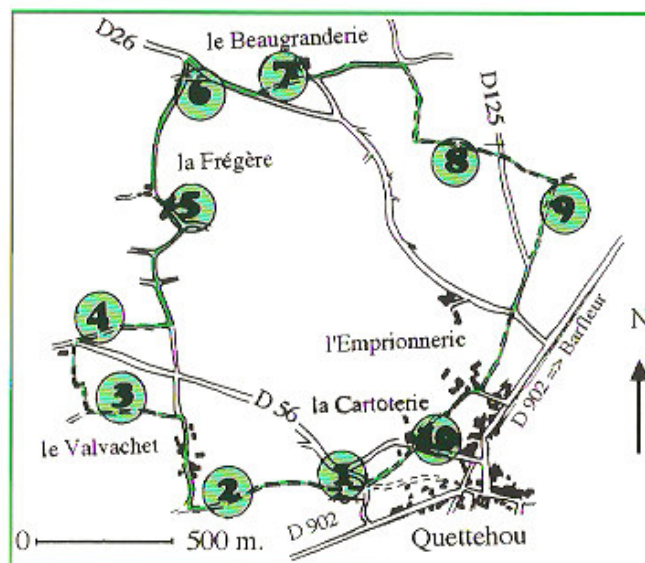 D26
le Beaugranderie
7
6
D125
8
la Frégère
5
9
4
N
l'Emprionneric
D 902 => Barfleur
3
D 56
la Cartoterie
le Valvachet
10
1
2
D 902
0 500 m.
Quettehou